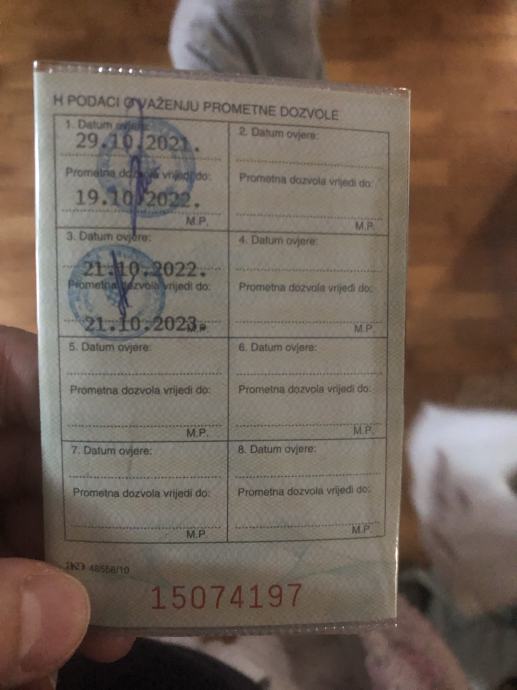 H PODACI O VAŽENJU PROMETNE DOZVOLE
1. Datum ovjere:
29.10.2021.
Prometna dozvola vrijedi do:
19.10.2022.
M.P.
2. Datum ovjere:
Prometna dozvola vrijedi do:
M.P.
3. Datum ovjere:
21.10.2022.
Prometna dozvola vrijedi do:
21.10.2023.
M.P.
4. Datum ovjere:
Prometna dozvola vrijedi do:
M.P.
5. Datum ovjere:
Prometna dozvola vrijedi do:
M.P.
6. Datum ovjere:
Prometna dozvola vrijedi do:
M.P.
7. Datum ovjere:
Prometna dozvola vrijedi do:
M.P.
8. Datum ovjere:
Prometna dozvola vrijedi do:
M.P.
48556/10
15074197